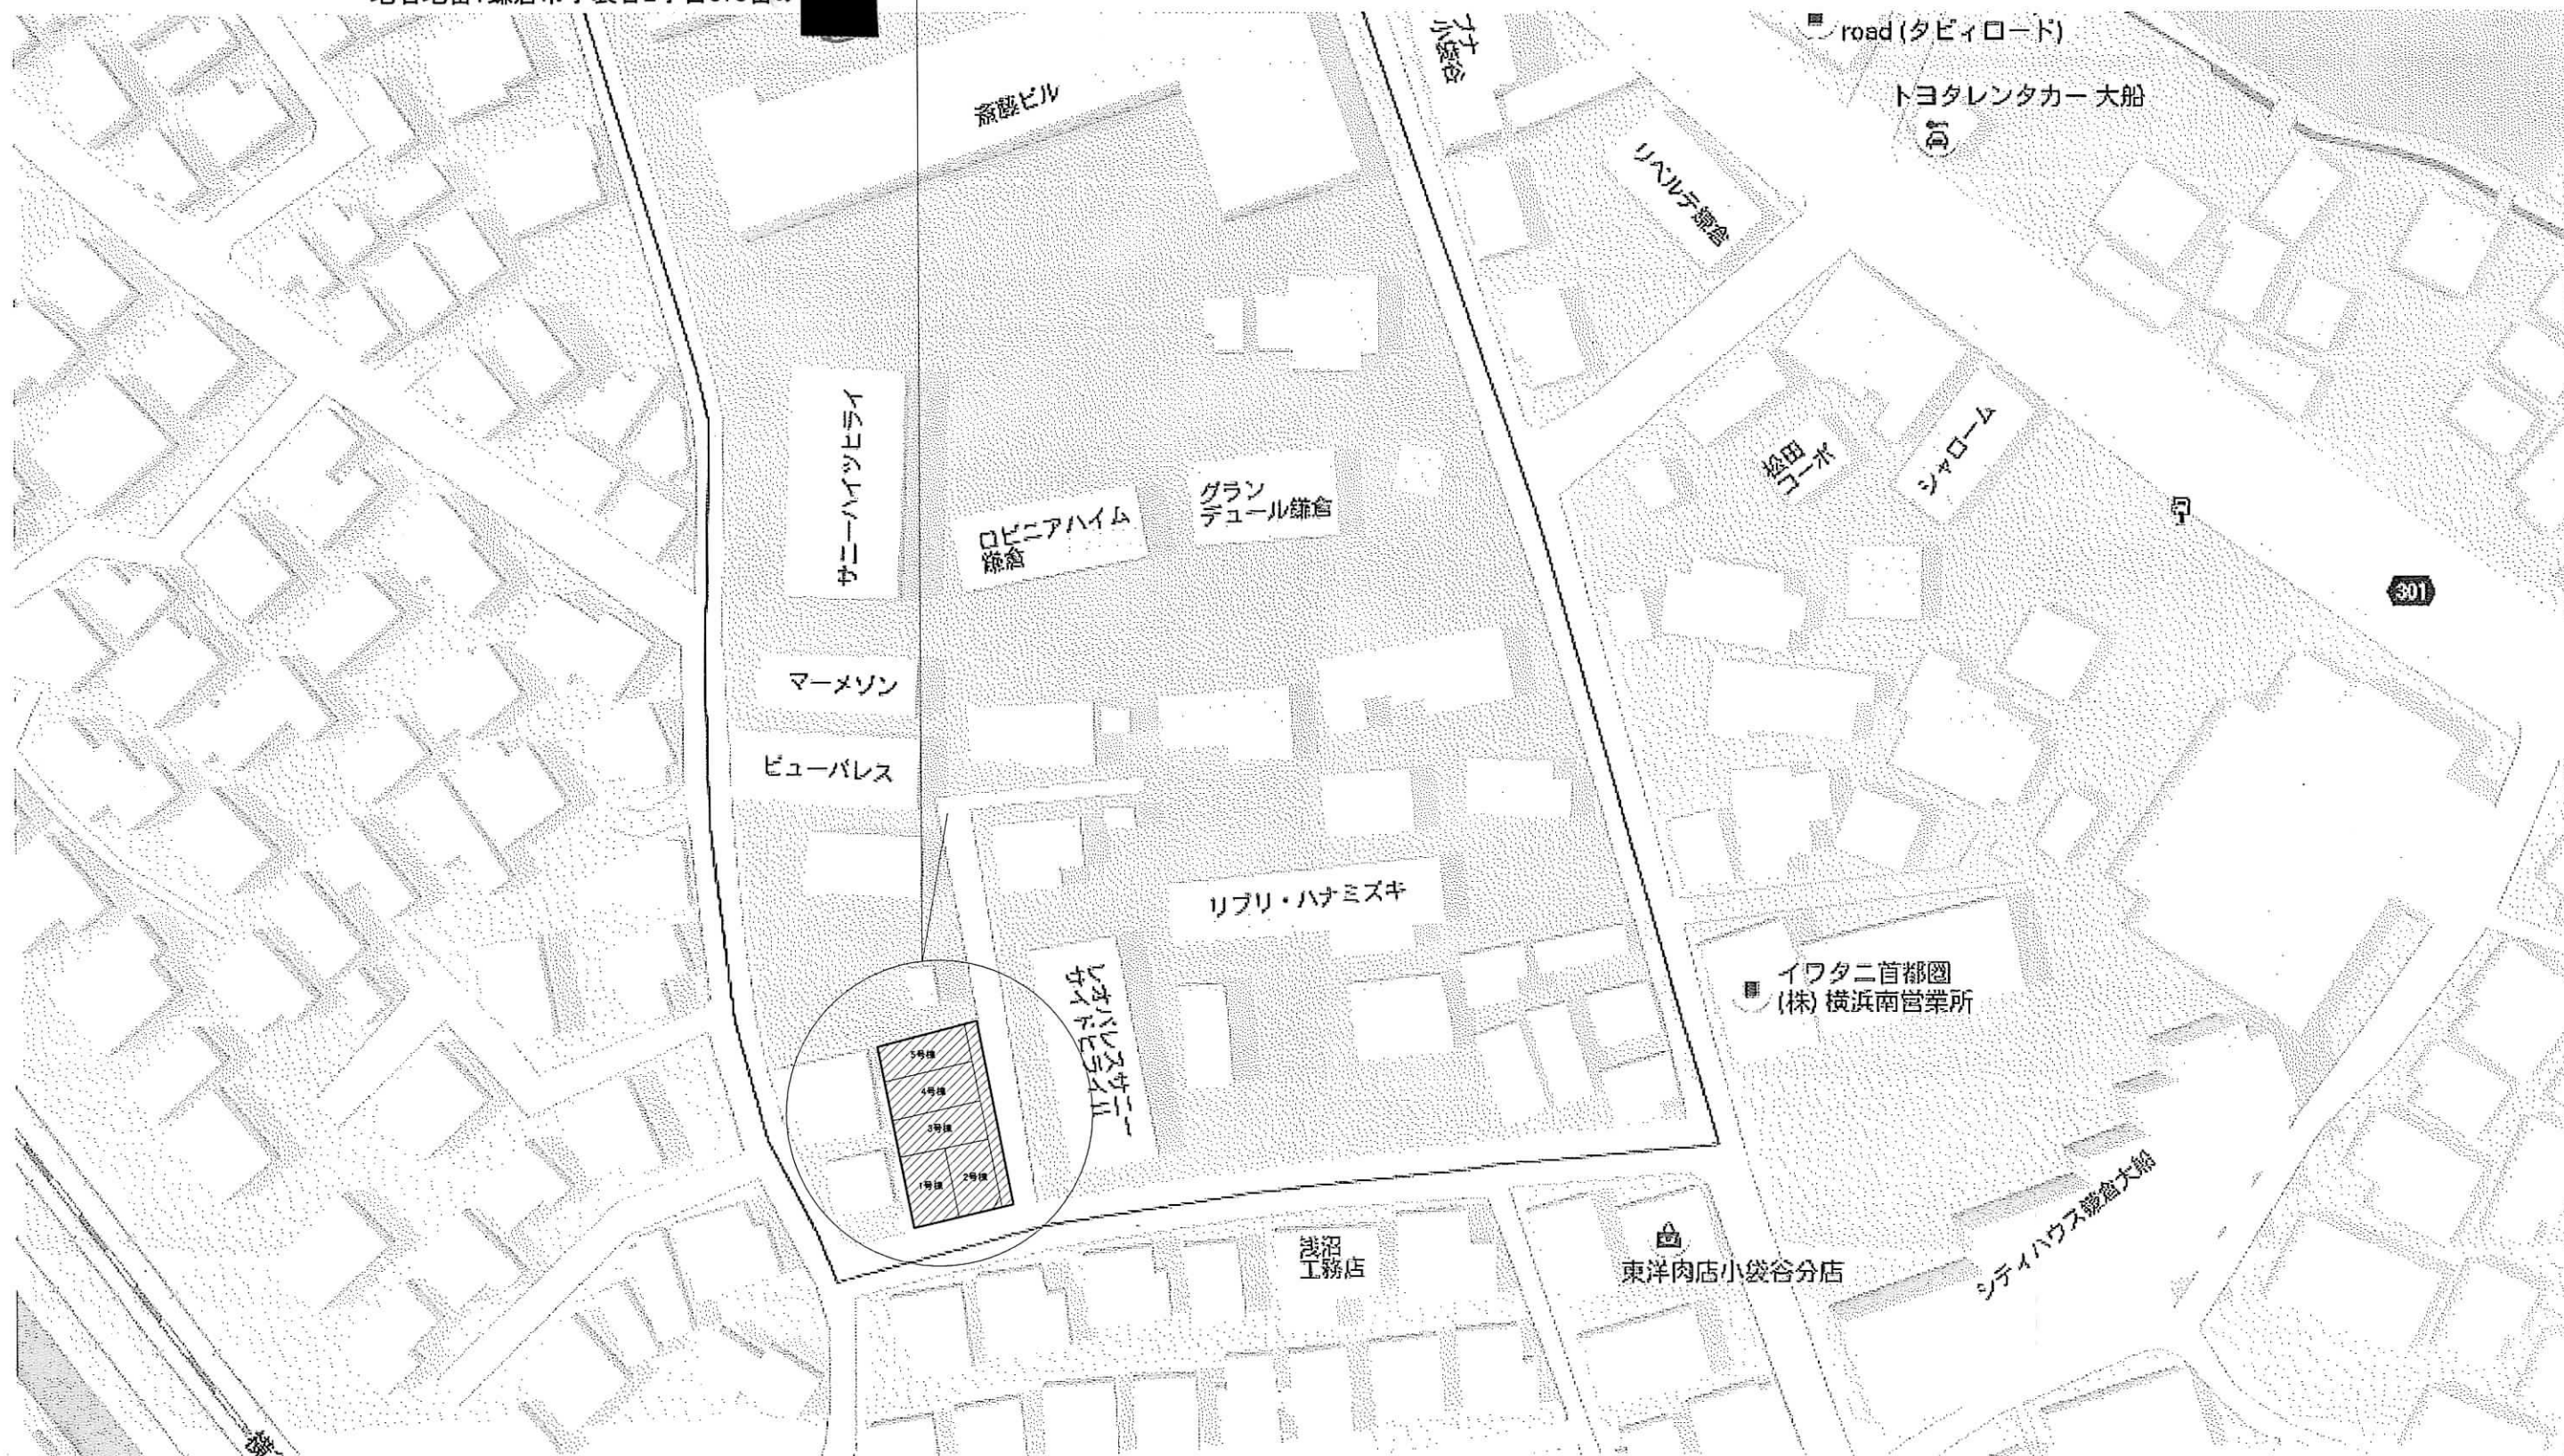 road (タビィロード)
小袋谷
斎藤ビル
トヨタレンタカー 大船
リベルテ鎌倉
サニーハイツヒライ
ロビニアハイム
鎌倉
グラン
デュール鎌倉
松田
コーポ
シャローム
301
マーメゾン
ビューパレス
リブリ・ハナミズキ
レオパレスサニー
サイドヒライII
イワタニ首都圏
(株) 横浜南営業所
5号棟
4号棟
3号棟
1号棟
2号棟
浅沼
工務店
東洋肉店小袋谷分店
シティハウス鎌倉大船
横